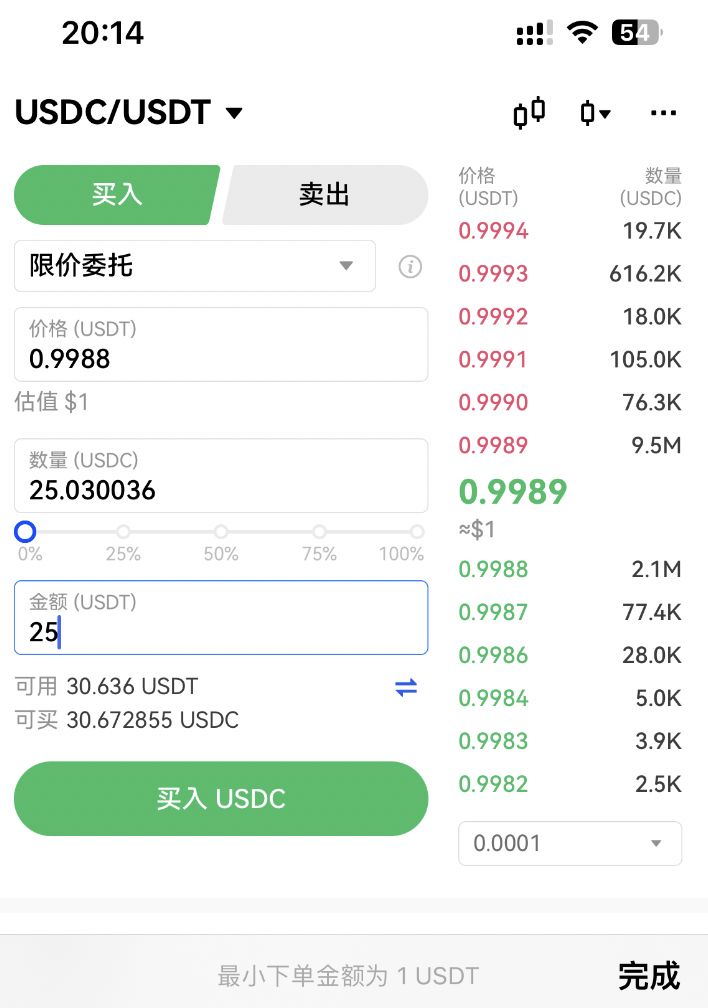 20:14
54
USDC/USDT
买入 卖出
限价委托
价格 (USDT)
0.9988
估值 $1
数量 (USDC)
25.030036
0% 25% 50% 75% 100%
金额 (USDT)
25
可用 30.636 USDT
可买 30.672855 USDC
买入 USDC
价格 数量
(USDT) (USDC)
0.9994 19.7K
0.9993 616.2K
0.9992 18.0K
0.9991 105.0K
0.9990 76.3K
0.9989 9.5M
0.9989
≈$1
0.9988 2.1M
0.9987 77.4K
0.9986 28.0K
0.9984 5.0K
0.9983 3.9K
0.9982 2.5K
0.0001
最小下单金额为 1 USDT
完成